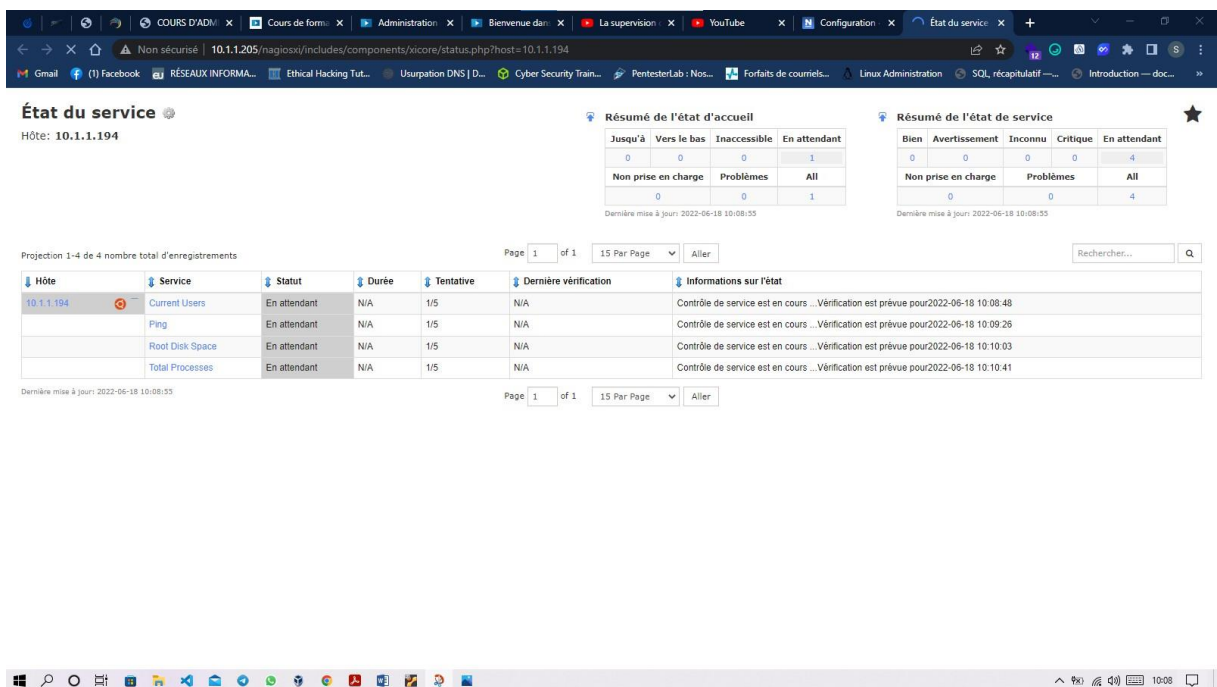 COURS D'ADM
Cours de forma
Administration
Bienvenue dan
La supervision
YouTube
Configuration
État du service
Non sécurisé | 10.1.1.205/nagiosxi/includes/components/xicore/status.php?host=10.1.1.194
12
S
Gmail
(1) Facebook
RÉSEAUX INFORMA...
Ethical Hacking Tut...
Usurpation DNS | D...
Cyber Security Train...
PentesterLab : Nos...
Forfaits de courriels...
Linux Administration
SQL, récapitulatif —...
Introduction — doc...
»
État du service
Hôte: 10.1.1.194
Résumé de l'état d'accueil
Jusqu'à Vers le bas Inaccessible En attendant
0 0 0 1
Non prise en charge Problèmes All
0 0 1
Dernière mise à jour: 2022-06-18 10:08:55
Résumé de l'état de service
Bien Avertissement Inconnu Critique En attendant
0 0 0 0 4
Non prise en charge Problèmes All
0 0 4
Dernière mise à jour: 2022-06-18 10:08:55
Projection 1-4 de 4 nombre total d'enregistrements
Page 1 of 1 15 Par Page Aller
Rechercher...
Hôte Service Statut Durée Tentative Dernière vèrification Informations sur l'état
10.1.1.194 Current Users En attendant N/A 1/5 N/A Contrôle de service est en cours ...Vérification est prévue pour2022-06-18 10:08:48
Ping En attendant N/A 1/5 N/A Contrôle de service est en cours ...Vérification est prévue pour2022-06-18 10:09:26
Root Disk Space En attendant N/A 1/5 N/A Contrôle de service est en cours ...Vérification est prévue pour2022-06-18 10:10:03
Total Processes En attendant N/A 1/5 N/A Contrôle de service est en cours ...Vérification est prévue pour2022-06-18 10:10:41
Dernière mise à jour: 2022-06-18 10:08:55
Page 1 of 1 15 Par Page Aller
10:08